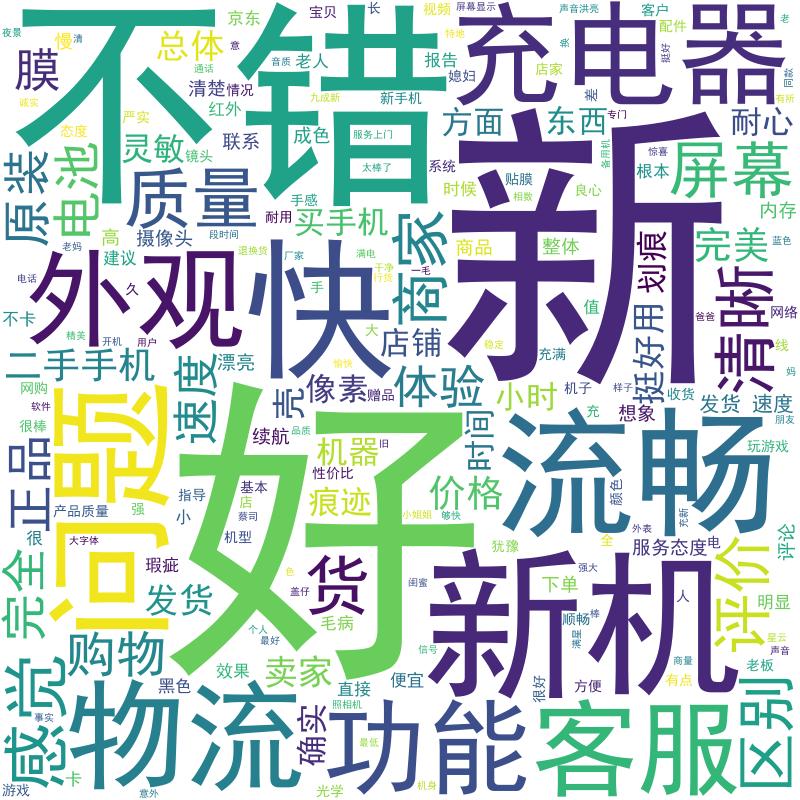 不错
充电器
新
好
快
外观
问题
流畅
新机
物流
功能
客服
质量
屏幕
清晰
感觉
评价
区别
商家
电池
原装
膜
总体
灵敏
成色
联系
清楚
情况
红外
镜头
老人
音质
京东
宝贝
长
意
视频
屏幕显示
声音洪亮
客户
配件
特地
报告
新手机
媳妇
店家
差
换
挺好
老
同款
有所
专门
耐心
方面
东西
夜景
慢
清
诚实
严实
态度
通话
九成新
服务上门
太棒了
系统
手感
耐用
买手机
时候
贴膜
相数
良心
备用机
惊喜
根本
内存
蓝色
完美
划痕
挺好用
高
摄像头
段时间
老妈
建议
电话
久
不卡
精美
开机
用户
退换货
厂家
满电
手
干净
行货
一毛
大
商品
整体
稳定
值
爸爸
网络
线
妈
二手手机
漂亮
愉快
店铺
充满
网购
软件
很棒
速度
壳
像素
赠品
体验
小时
机子
样子
收货
充
想象
发货
速度
朋友
玩游戏
正品
续航
品质
旧
机器
性价比
时间
产品质量
强
指导
小
基本
店
蔡司
机型
痕迹
小姐姐
价格
够快
颜色
外表
充新
很
大字体
瑕疵
色
盖仔
货
犹豫
服务态度
电
全
评论
完全
发货
毛病
闺蜜
下单
强大
顺畅
棒
人
明显
购物
个人
最好
信号
满星
星云
声音
效果
卖家
直接
便宜
很好
方便
商量
有点
老板
黑色
事实
卡
确实
照相机
最低
游戏
意外
光学
机身